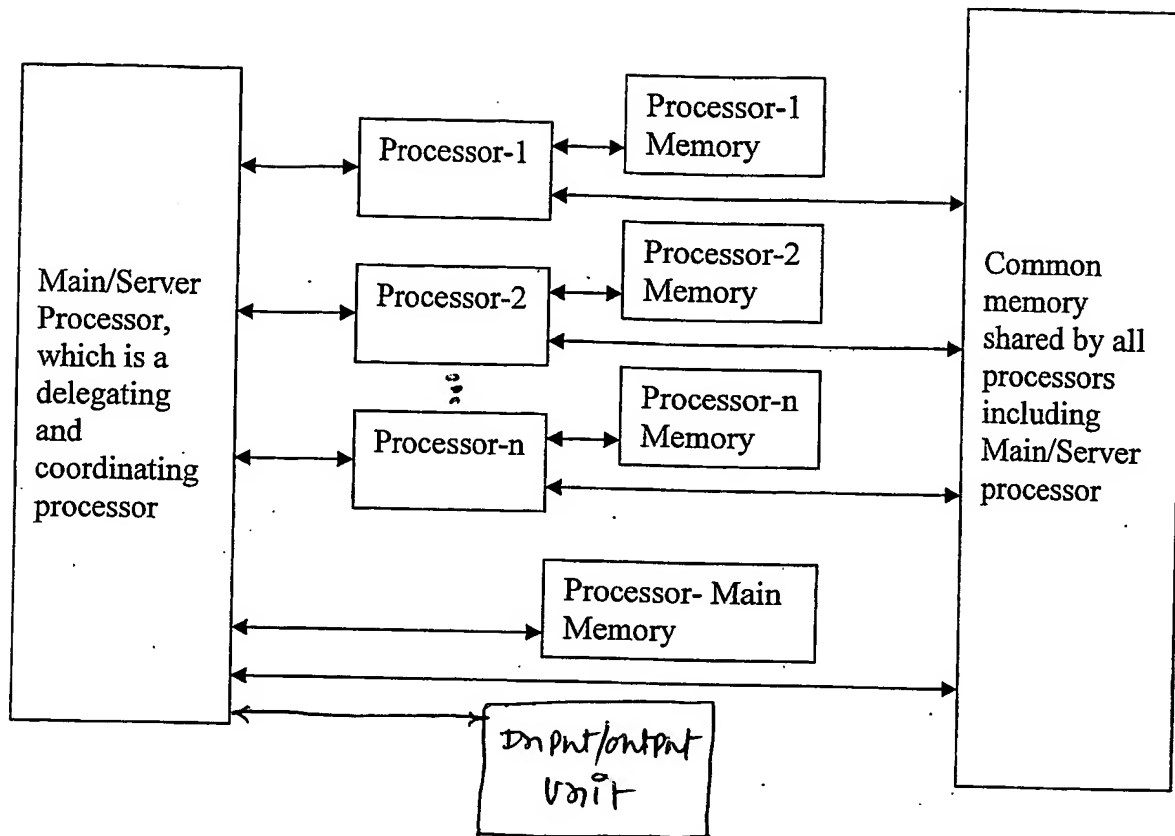 Processor-1
Memory
Processor-1
Processor-2
Memory
Processor-2
Processor-n
Memory
Processor-n
Main/Server
Processor,
which is a
delegating
and
coordinating
processor
Common
memory
shared by all
processors
including
Main/Server
processor
Processor- Main
Memory
Input/output
Unit